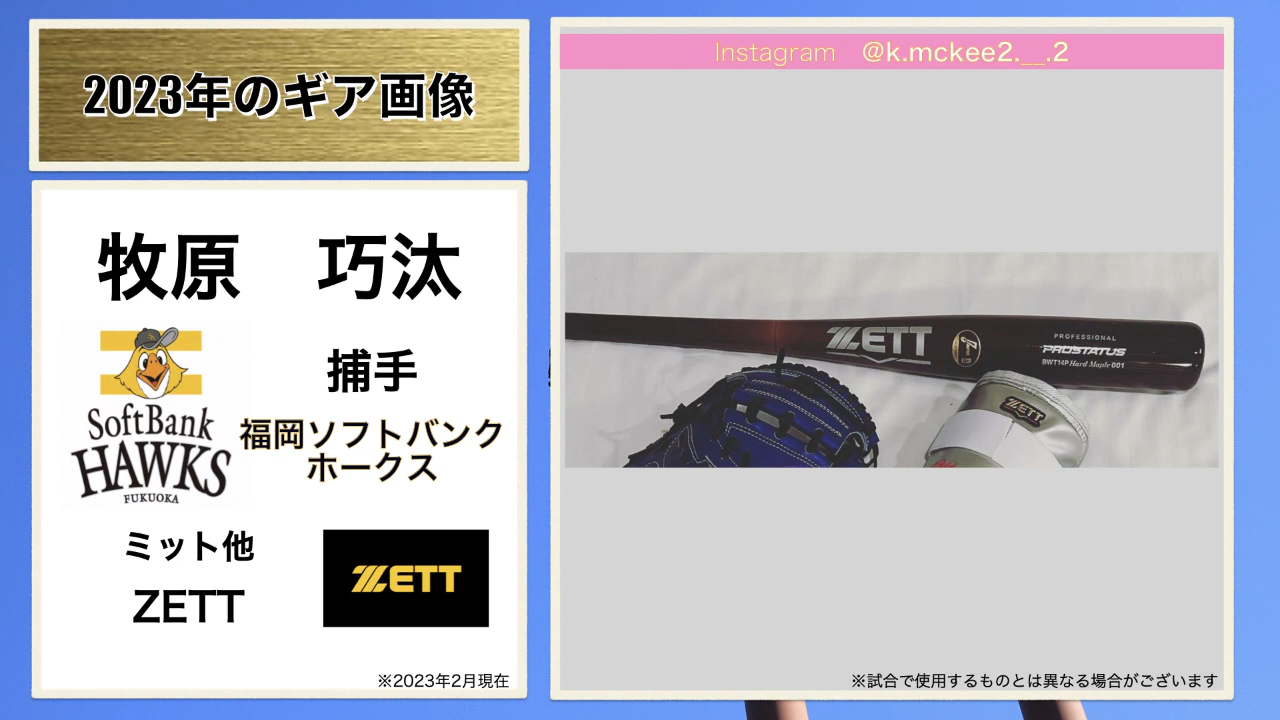 2023年のギア画像
牧原 巧汰
捕手
SoftBank
HAWKS
FUKUOKA
福岡ソフトバンク
ホークス
ミット他
ZETT
ZETT
※2023年2月現在
Instagram @k.mckee2.__.2
ZETT
PROFESSIONAL
PROSTATUS
BWT14P Hard Maple 001
ZETT
※試合で使用するものとは異なる場合がございます